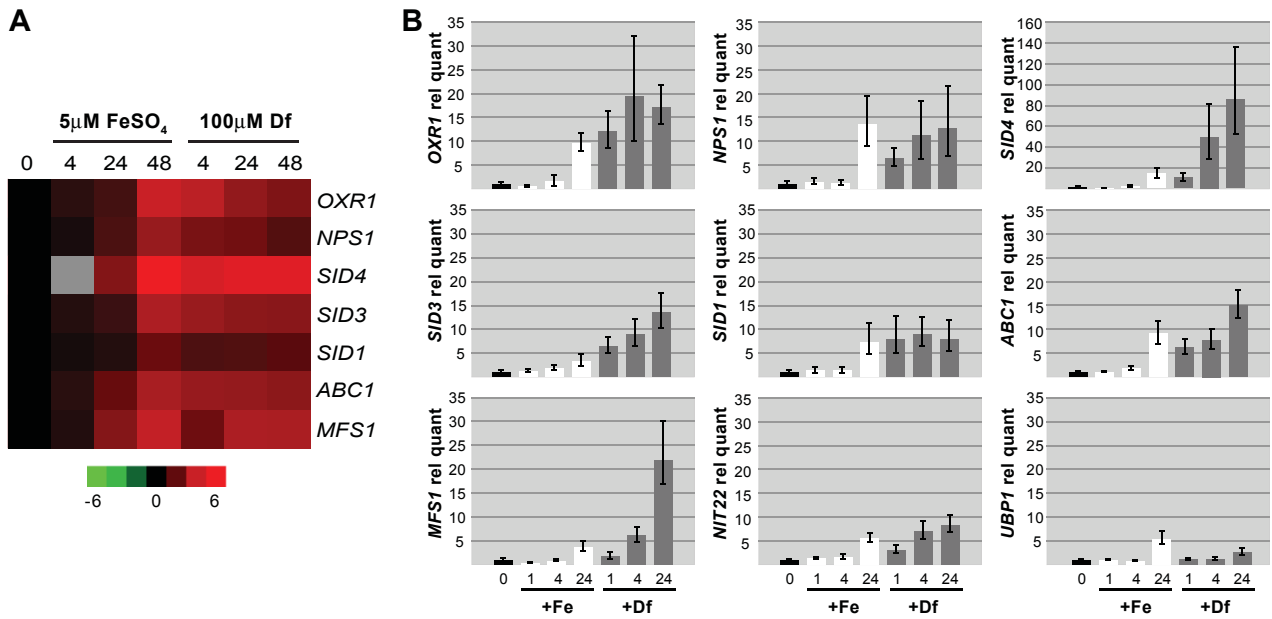 A
5μM FeSO4 100μM Df
0 4 24 48 4 24 48
OXR1
NPS1
SID4
SID3
SID1
ABC1
MFS1
-6 0 6
B
OXR1 rel quant
35
30
25
20
15
10
5
NPS1 rel quant
35
30
25
20
15
10
5
SID4 rel quant
160
140
120
100
80
60
40
20
SID3 rel quant
35
30
25
20
15
10
5
SID1 rel quant
35
30
25
20
15
10
5
ABC1 rel quant
35
30
25
20
15
10
5
MFS1 rel quant
35
30
25
20
15
10
5
0 1 4 24 1 4 24
+Fe +Df
NIT22 rel quant
35
30
25
20
15
10
5
0 1 4 24 1 4 24
+Fe +Df
UBP1 rel quant
35
30
25
20
15
10
5
0 1 4 24 1 4 24
+Fe +Df